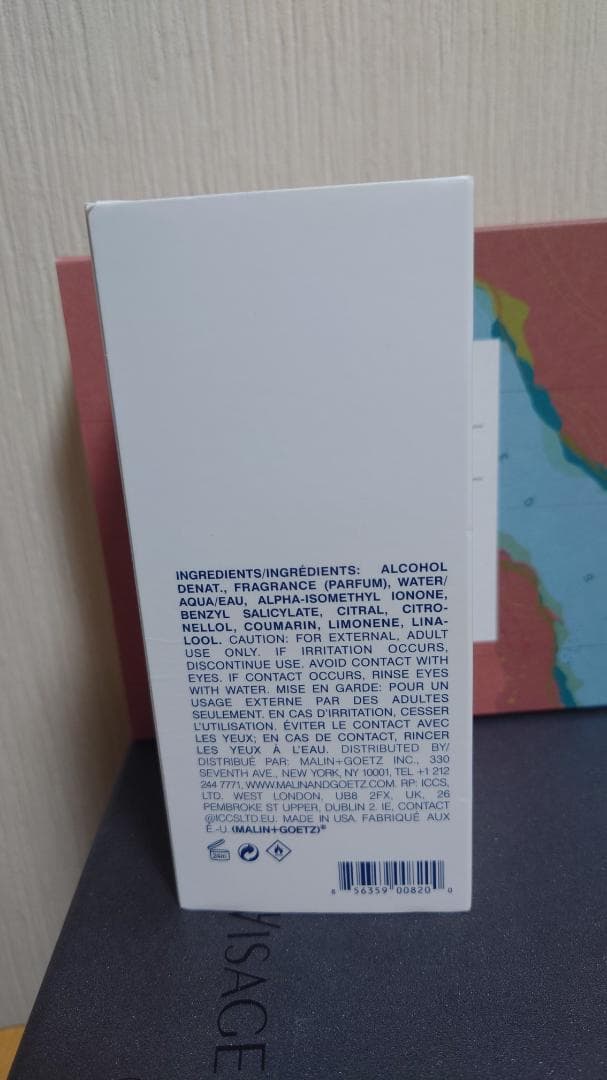 INGREDIENTS/INGRÉDIENTS: ALCOHOL
DENAT., FRAGRANCE (PARFUM), WATER/
AQUA/EAU, ALPHA-ISOMETHYL IONONE,
BENZYL SALICYLATE, CITRAL, CITRO-
NELLOL, COUMARIN, LIMONENE, LINA-
LOOL. CAUTION: FOR EXTERNAL, ADULT
USE ONLY. IF IRRITATION OCCURS,
DISCONTINUE USE. AVOID CONTACT WITH
EYES. IF CONTACT OCCURS, RINSE EYES
WITH WATER. MISE EN GARDE: POUR UN
USAGE EXTERNE PAR DES ADULTES
SEULEMENT. EN CAS D'IRRITATION, CESSER
L'UTILISATION. ÉVITER LE CONTACT AVEC
LES YEUX; EN CAS DE CONTACT, RINCER
LES YEUX À L'EAU. DISTRIBUTED BY/
DISTRIBUÉ PAR: MALIN+GOETZ INC., 330
SEVENTH AVE., NEW YORK, NY 10001, TEL +1 212
244 7771, WWW.MALINANDGOETZ.COM. RP: ICCS,
LTD. WEST LONDON, UB8 2FX, UK, 26
PEMBROKE ST UPPER, DUBLIN 2. IE, CONTACT
@ICCSLTD.EU. MADE IN USA. FABRIQUÉ AUX
É.-U. (MALIN+GOETZ)®
24m
8 56359 00820 0
VISAGE